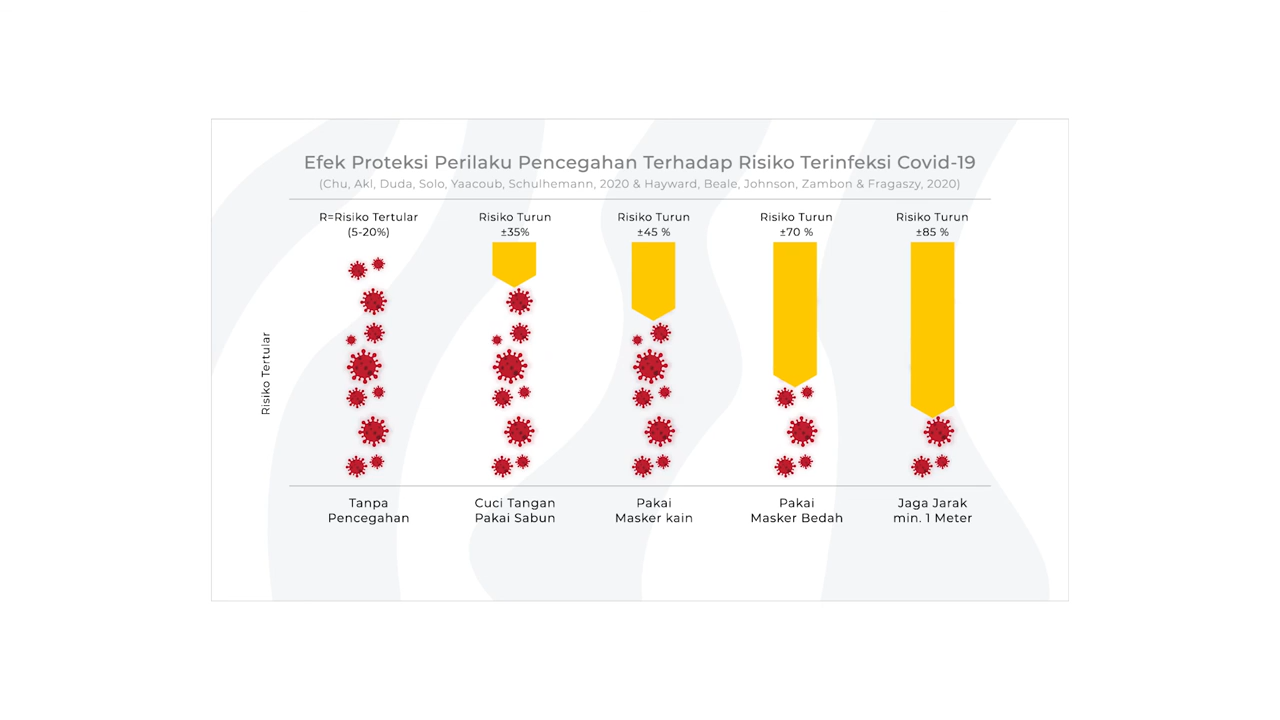 Efek Proteksi Perilaku Pencegahan Terhadap Risiko Terinfeksi Covid-19
(Chu, Akl, Duda, Solo, Yaacoub, Schulhemann, 2020 & Hayward, Beale, Johnson, Zambon & Fragaszy, 2020)
R=Risiko Tertular
(5-20%)
Risiko Turun
±35%
Risiko Turun
±45 %
Risiko Turun
±70 %
Risiko Turun
±85 %
Risiko Tertular
Tanpa
Pencegahan
Cuci Tangan
Pakai Sabun
Pakai
Masker kain
Pakai
Masker Bedah
Jaga Jarak
min. 1 Meter